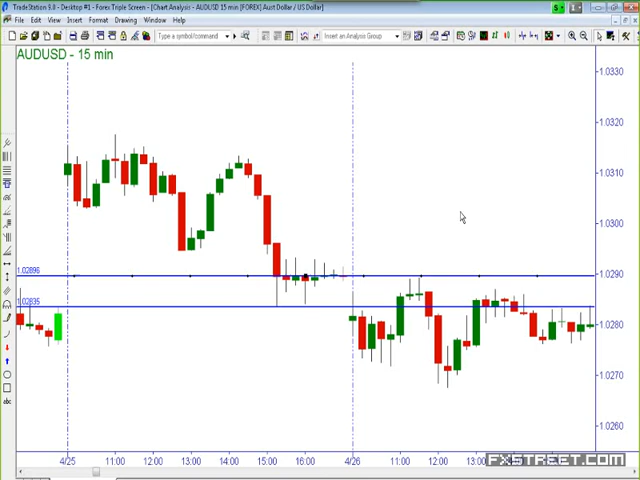 TradeStation 9.0 - Desktop #1 - Forex Triple Screen - [Chart Analysis - AUDUSD 15 min [FOREX] Aust Dollar / US Dollar]
File Edit View Insert Format Drawing Window Help
Type a symbol/command
Insert an Analysis Group
AUDUSD - 15 min
1.0330
1.0320
1.0310
1.0300
1.02896
1.0290
1.02835
1.0280
1.0270
1.0260
abc
4/25 11:00 12:00 13:00 14:00 15:00 16:00 4/26 11:00 12:00 13:00
FXSTREET.COM